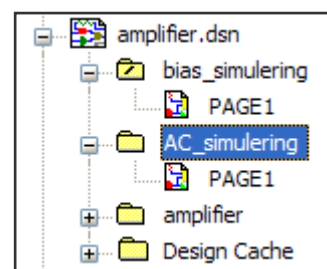 amplifier.dsn
bias_simulering
PAGE1
AC_simulering
PAGE1
amplifier
Design Cache